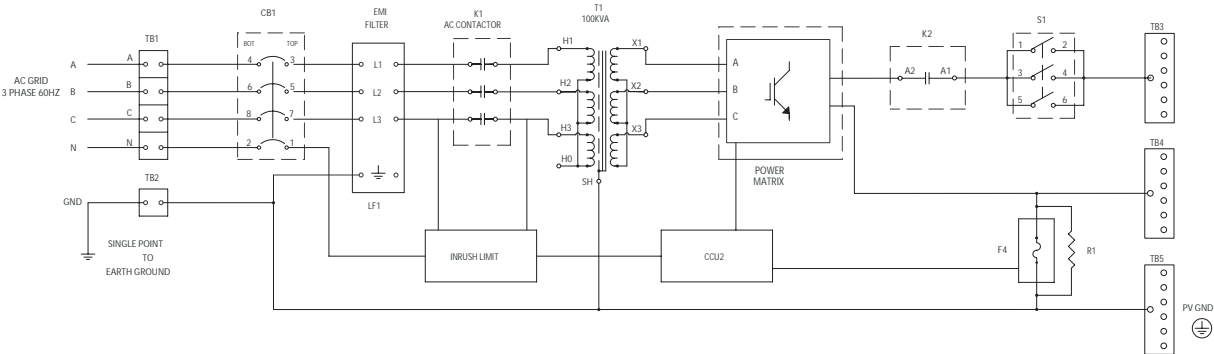 TB1
CB1
EMI
FILTER
K1
AC CONTACTOR
T1
100KVA
K2
S1
TB3
BOT TOP
H1
X1
A A 4 3 L1
A
A2 A1
1 2
3 4
5 6
AC GRID
3 PHASE 60HZ
B B 6 5 L2
H2 X2
B
C C 8 7 L3
H3 X3
C
N N 2 1
H0
SH
POWER
MATRIX
TB4
TB2
GND
LF1
SINGLE POINT
TO
EARTH GROUND
INRUSH LIMIT
CCU2
F4
R1
TB5
PV GND